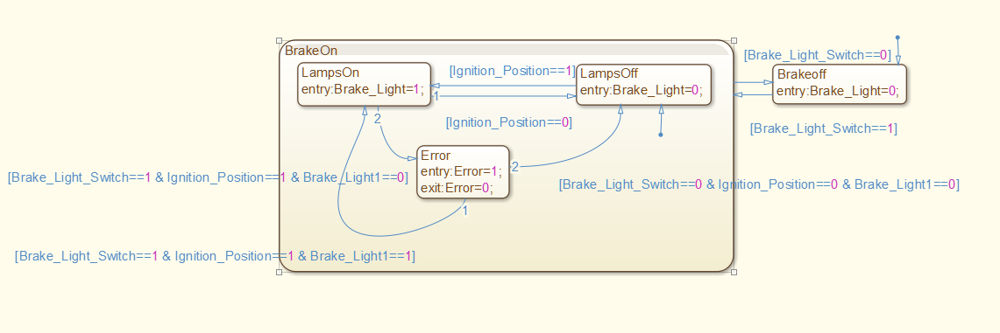 BrakeOn
[Brake_Light_Switch==0]
LampsOn
entry:Brake_Light=1;
[Ignition_Position==1]
LampsOff
entry:Brake_Light=0;
Brakeoff
entry:Brake_Light=0;
1
2
[Ignition_Position==0]
[Brake_Light_Switch==1]
Error
entry:Error=1;
exit:Error=0;
2
[Brake_Light_Switch==1 & Ignition_Position==1 & Brake_Light1==0]
[Brake_Light_Switch==0 & Ignition_Position==0 & Brake_Light1==0]
1
[Brake_Light_Switch==1 & Ignition_Position==1 & Brake_Light1==1]